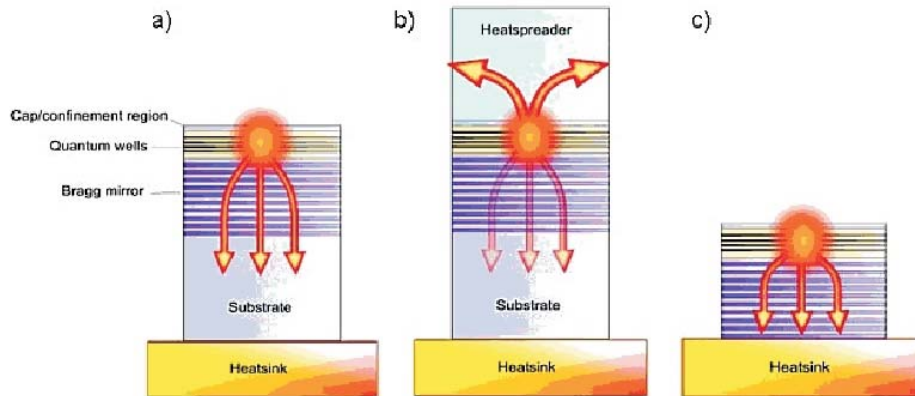 a)
b)
c)
Heatspreader
Cap/confinement region
Quantum wells
Bragg mirror
Substrate
Substrate
Heatsink
Heatsink
Heatsink